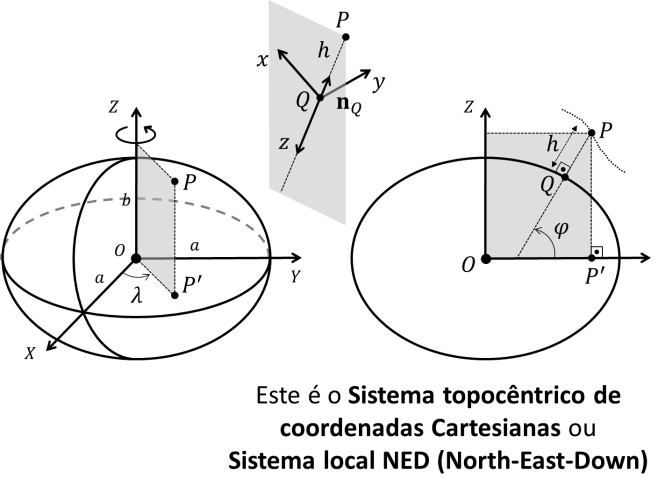 P
h
x
y
Q
n_Q
z
Z
P
b
O
a
Y
a
λ
P'
X
Z
P
h
Q
φ
O
P'
Este é o Sistema topocêntrico de
coordenadas Cartesianas ou
Sistema local NED (North-East-Down)